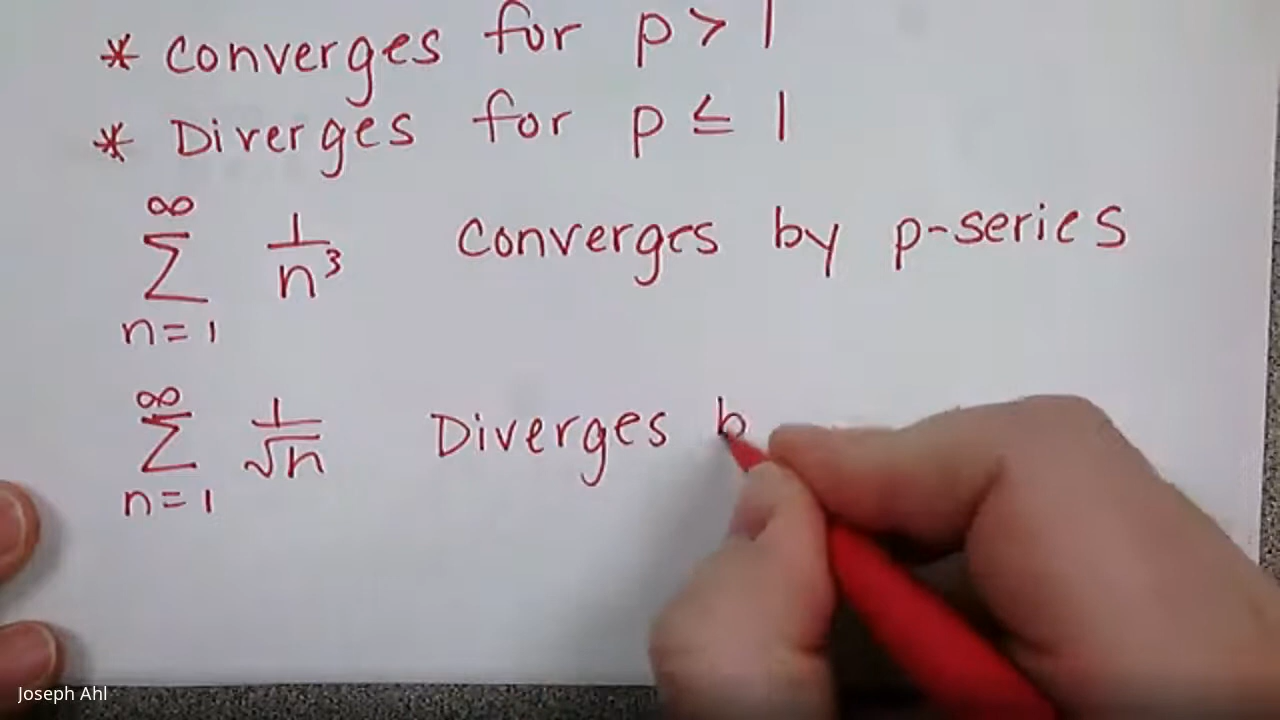 * Converges for p > 1
* Diverges for p ≤ 1
∞
∑ 1/n³ Converges by p-series
n=1
∞
∑ 1/√n Diverges b
n=1
Joseph Ahl